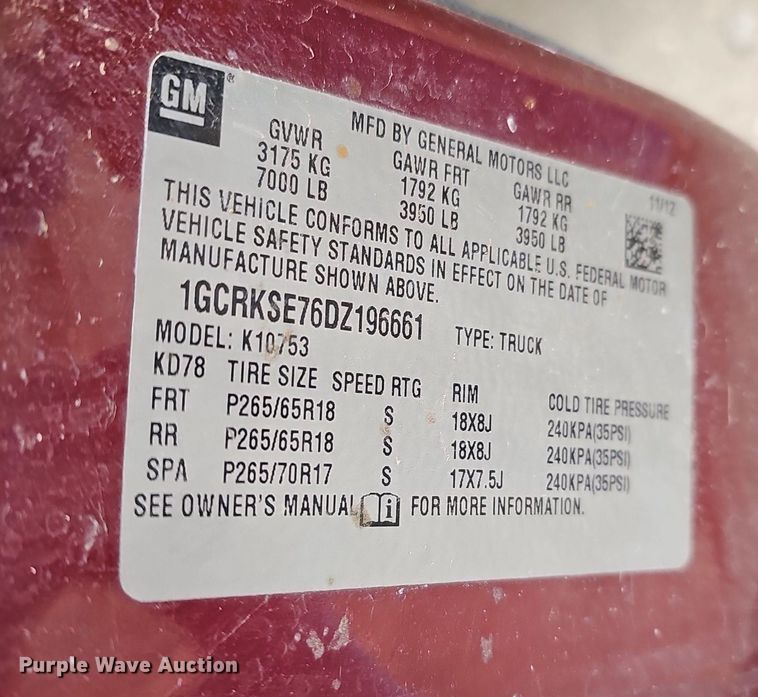 GM®
MFD BY GENERAL MOTORS LLC
11/12
GVWR GAWR FRT GAWR RR
3175 KG 1792 KG 1792 KG
7000 LB 3950 LB 3950 LB
THIS VEHICLE CONFORMS TO ALL APPLICABLE U.S. FEDERAL MOTOR
VEHICLE SAFETY STANDARDS IN EFFECT ON THE DATE OF
MANUFACTURE SHOWN ABOVE.
1GCRKSE76DZ196661 TYPE: TRUCK
MODEL: K10753
KD78 TIRE SIZE SPEED RTG RIM COLD TIRE PRESSURE
FRT P265/65R18 S 18X8J 240KPA(35PSI)
RR P265/65R18 S 18X8J 240KPA(35PSI)
SPA P265/70R17 S 17X7.5J 240KPA(35PSI)
SEE OWNER'S MANUAL i FOR MORE INFORMATION.
Purple Wave Auction